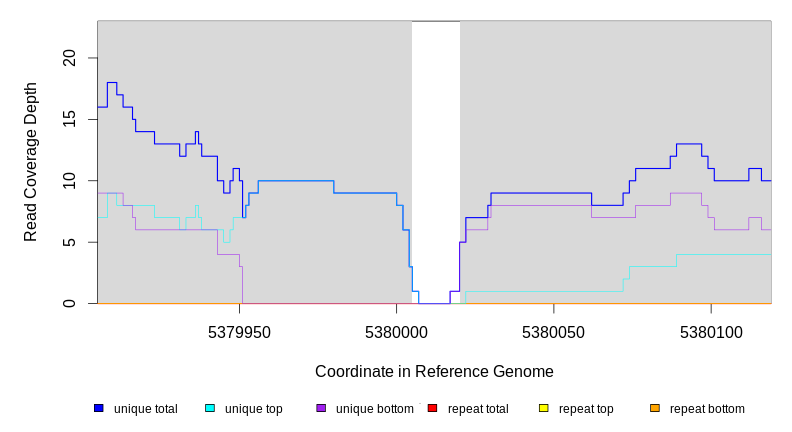 20
15
10
5
0
Read Coverage Depth
5379950 5380000 5380050 5380100
Coordinate in Reference Genome
unique total unique top unique bottom repeat total repeat top repeat bottom